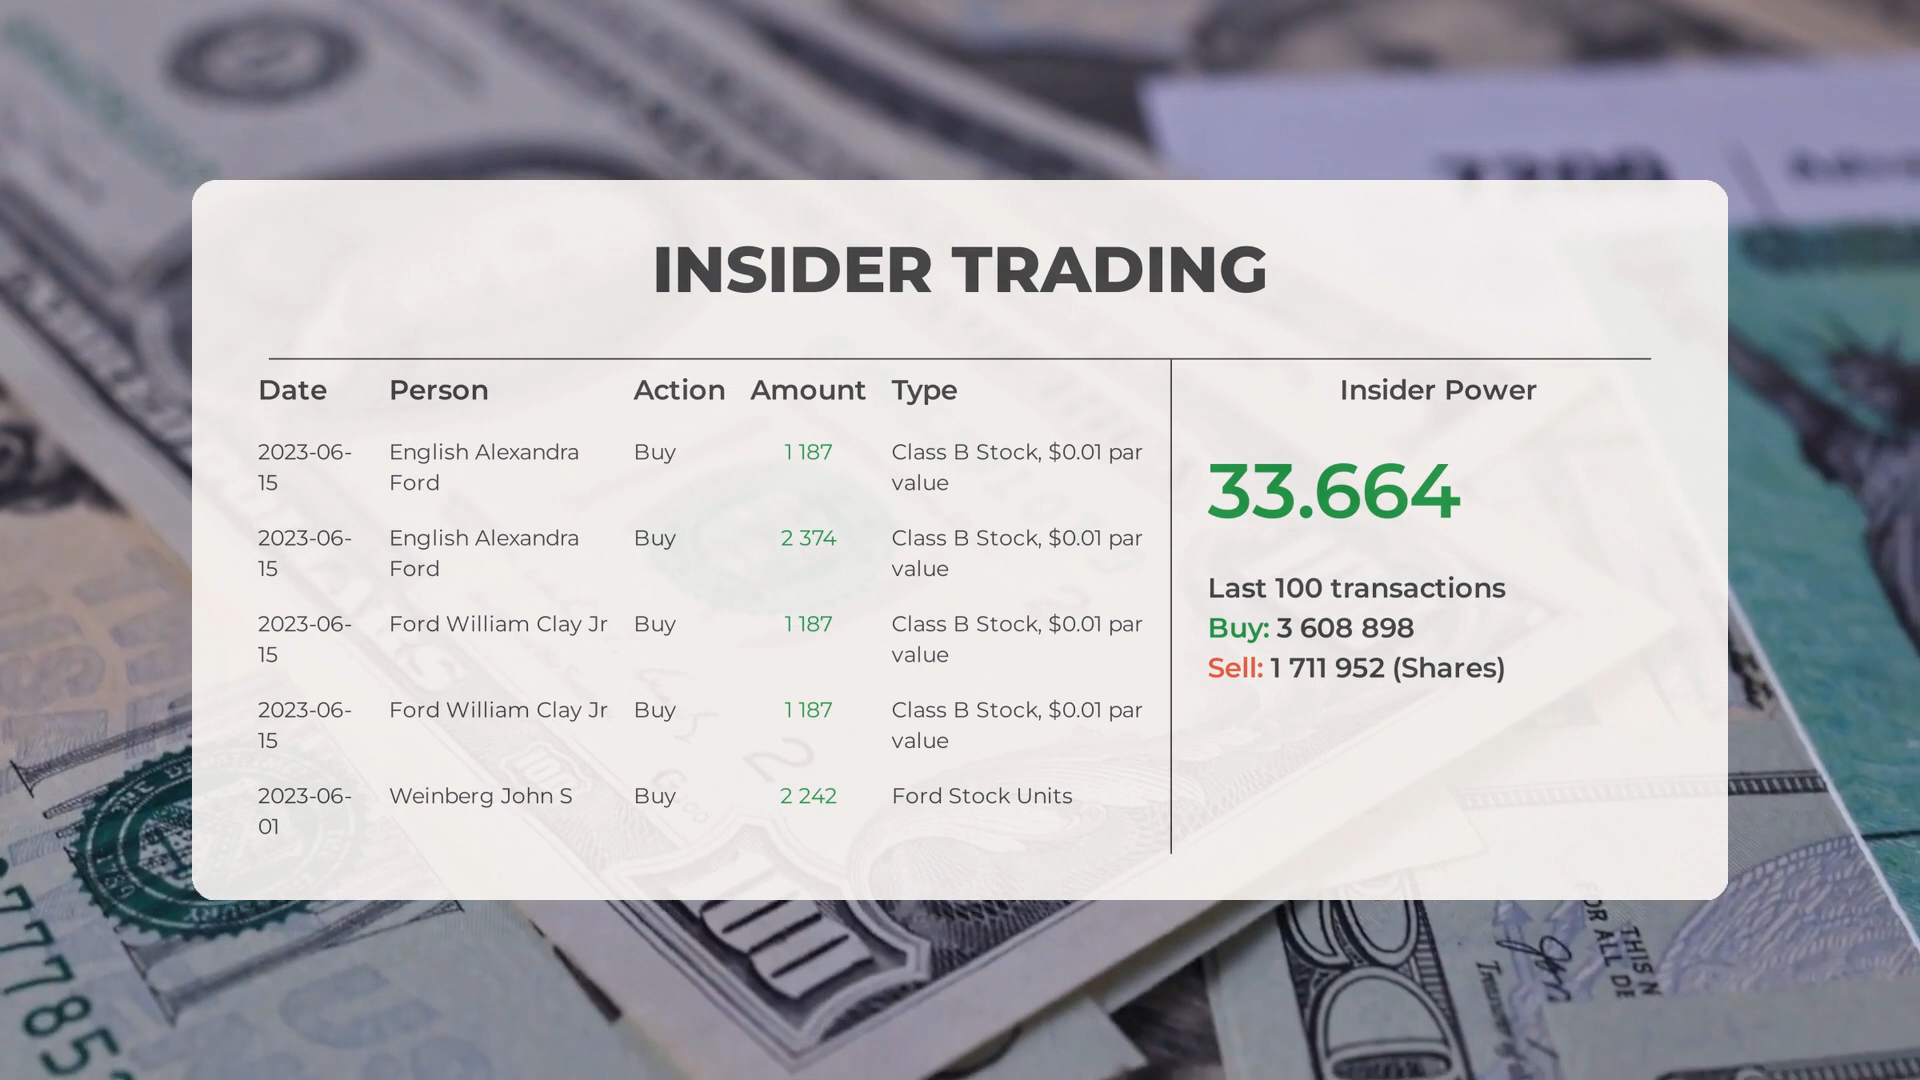 INSIDER TRADING
Date Person Action Amount Type
2023-06-15 English Alexandra Ford Buy 1 187 Class B Stock, $0.01 par value
2023-06-15 English Alexandra Ford Buy 2 374 Class B Stock, $0.01 par value
2023-06-15 Ford William Clay Jr Buy 1 187 Class B Stock, $0.01 par value
2023-06-15 Ford William Clay Jr Buy 1 187 Class B Stock, $0.01 par value
2023-06-01 Weinberg John S Buy 2 242 Ford Stock Units
Insider Power
33.664
Last 100 transactions
Buy: 3 608 898
Sell: 1 711 952 (Shares)
100
THIS N
FOR ALL DE